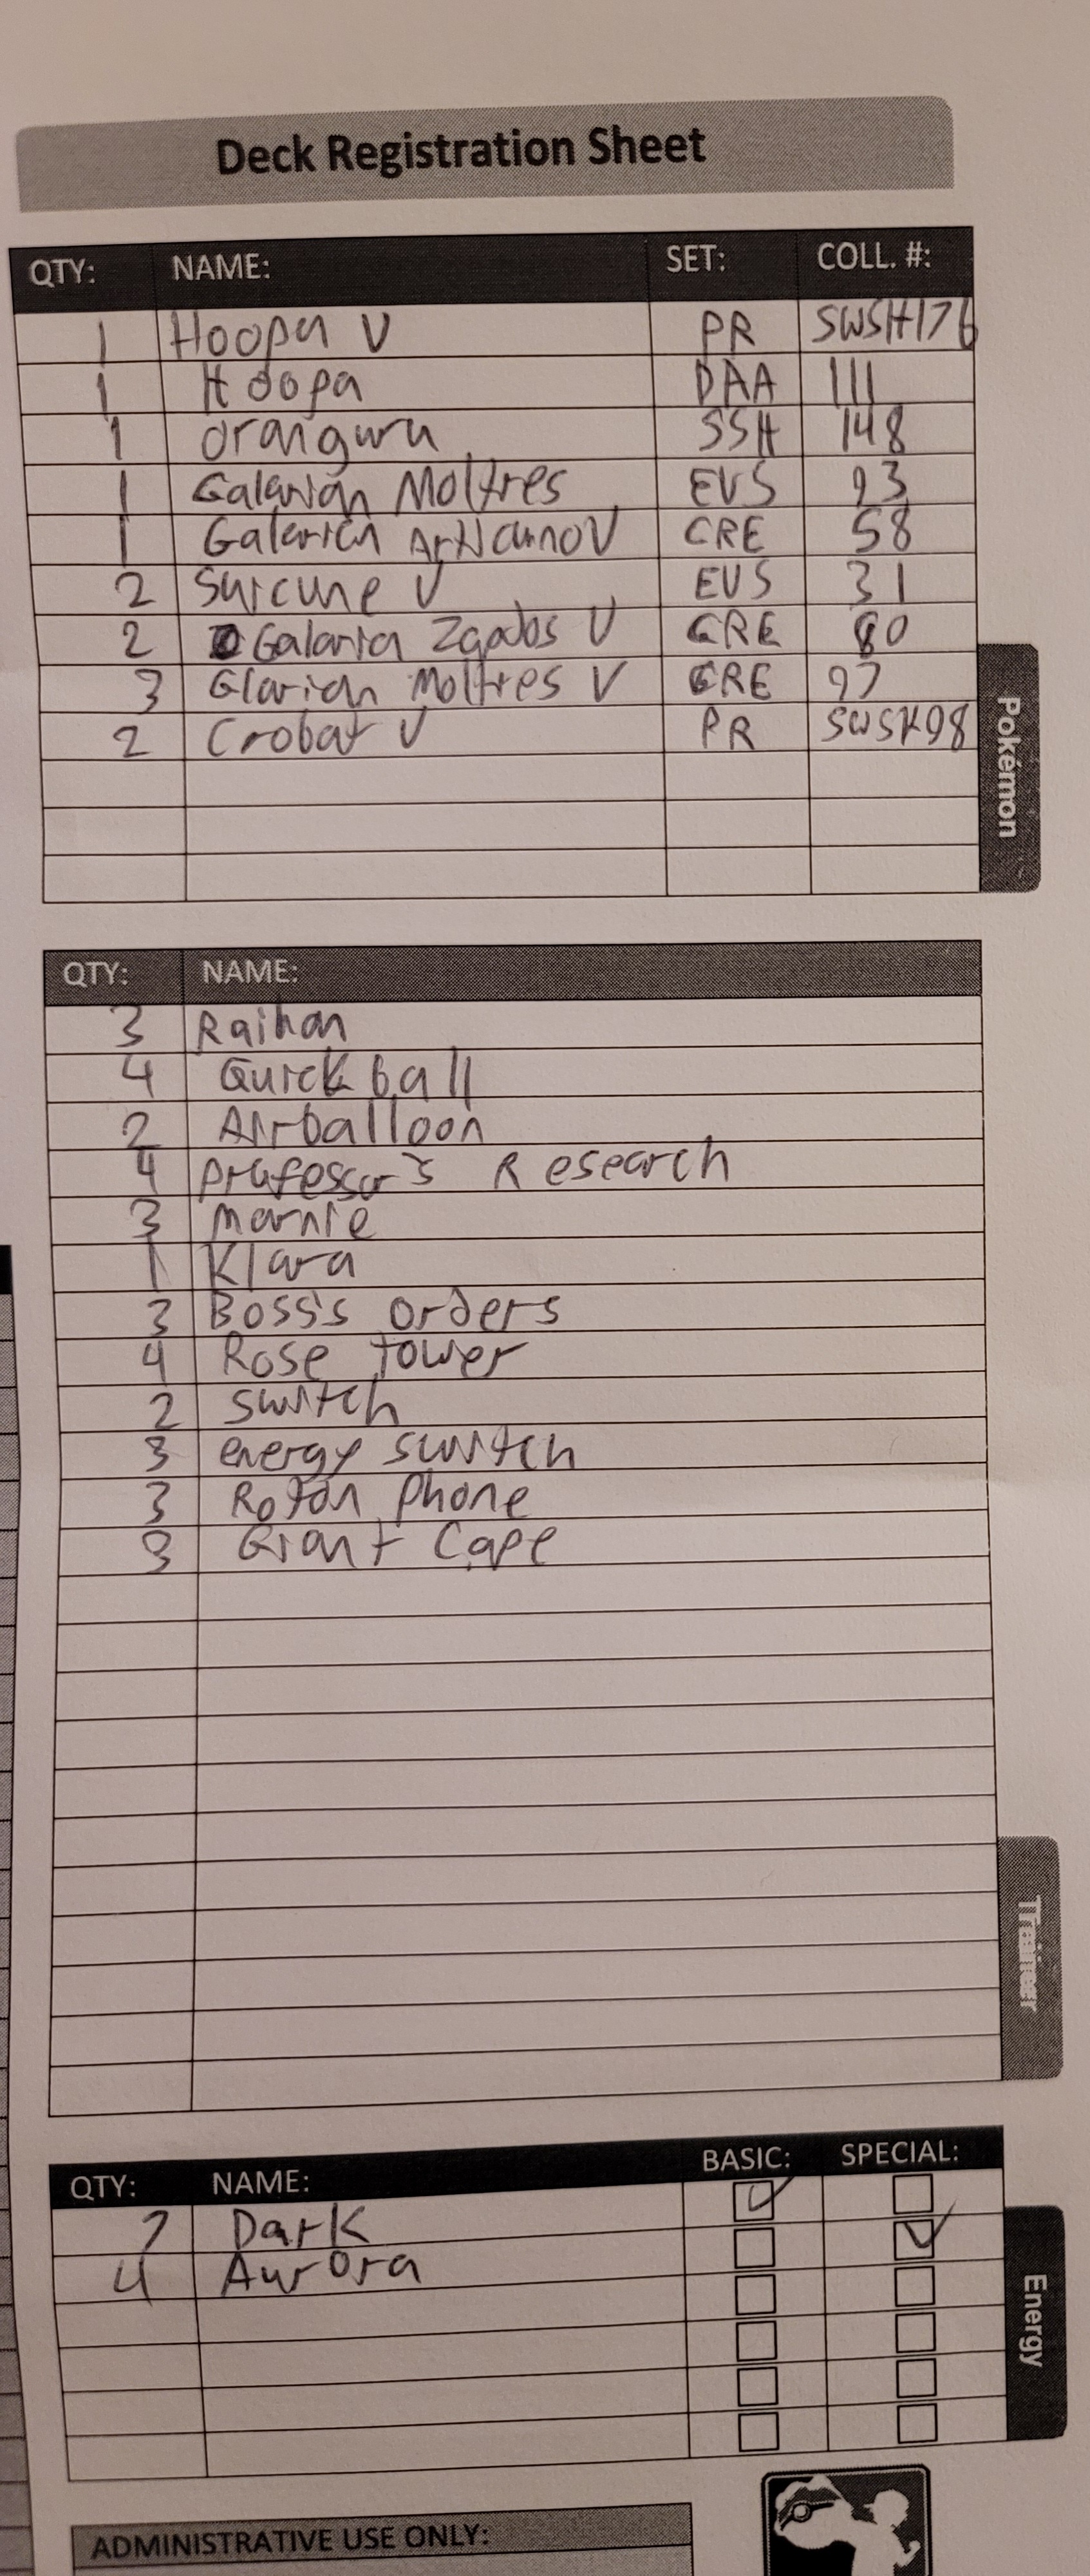 Deck Registration Sheet
QTY: NAME: SET: COLL. #:
1 Hoopa V PR SWSH176
1 Hoopa DAA 111
1 oranguru SSH 148
1 Galarian Moltres EVS 93
1 Galarian Articuno V CRE 58
2 Suicune V EVS 31
2 Galaria Zapdos V CRE 80
3 Glarian Moltres V CRE 97
2 Crobat V PR SWSH98
Pokémon
QTY: NAME:
3 Raihan
4 Quick ball
2 Airballoon
4 professor's Research
3 marnie
1 Klara
3 Boss's orders
4 Rose tower
2 switch
3 energy switch
3 Rotom Phone
3 Giant Cape
Trainer
QTY: NAME: BASIC: SPECIAL:
7 Dark
4 Aurora
Energy
ADMINISTRATIVE USE ONLY: